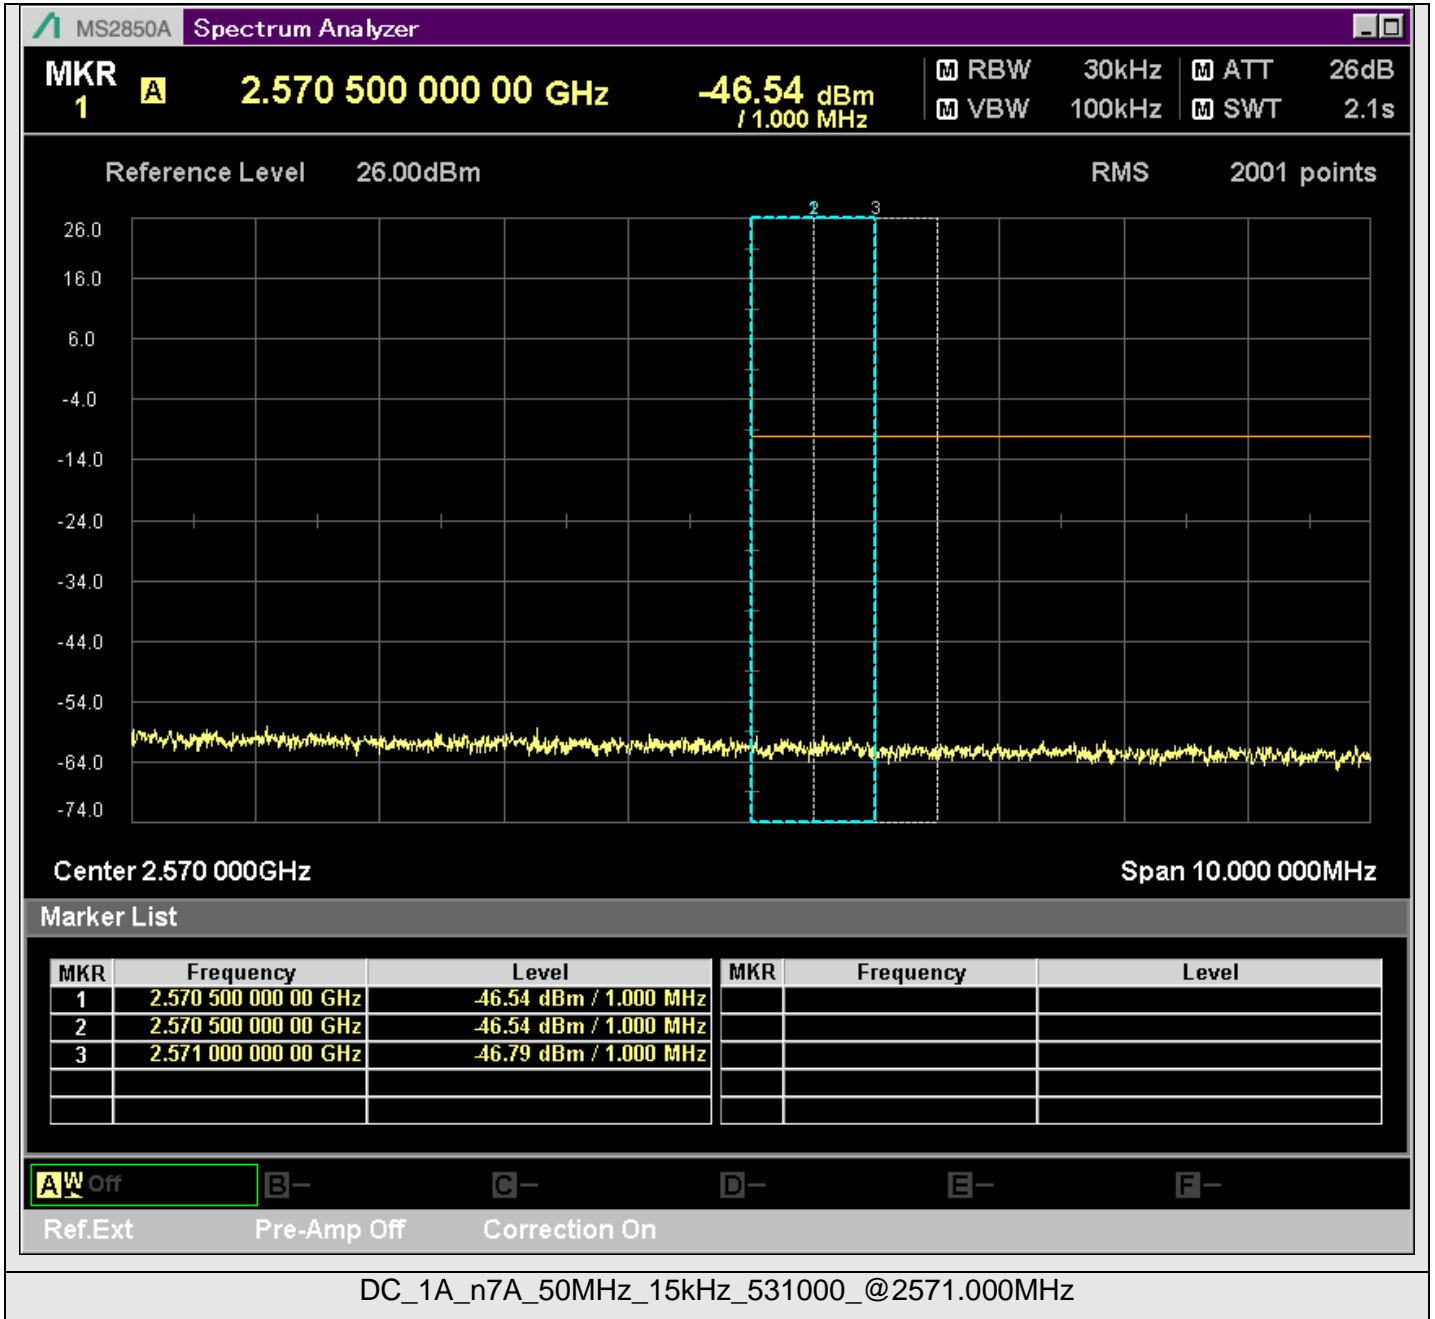 MS2850A Spectrum Analyzer
MKR 1 A 2.570 500 000 00 GHz -46.54 dBm / 1.000 MHz
M RBW 30kHz M ATT 26dB
M VBW 100kHz M SWT 2.1s
Reference Level 26.00dBm RMS 2001 points
2 3
26.0
16.0
6.0
-4.0
-14.0
-24.0
-34.0
-44.0
-54.0
-64.0
-74.0
Center 2.570 000GHz Span 10.000 000MHz
Marker List
MKR Frequency Level MKR Frequency Level
1 2.570 500 000 00 GHz -46.54 dBm / 1.000 MHz
2 2.570 500 000 00 GHz -46.54 dBm / 1.000 MHz
3 2.571 000 000 00 GHz -46.79 dBm / 1.000 MHz
A W Off B – C – D – E – F –
Ref.Ext Pre-Amp Off Correction On
DC_1A_n7A_50MHz_15kHz_531000_@2571.000MHz